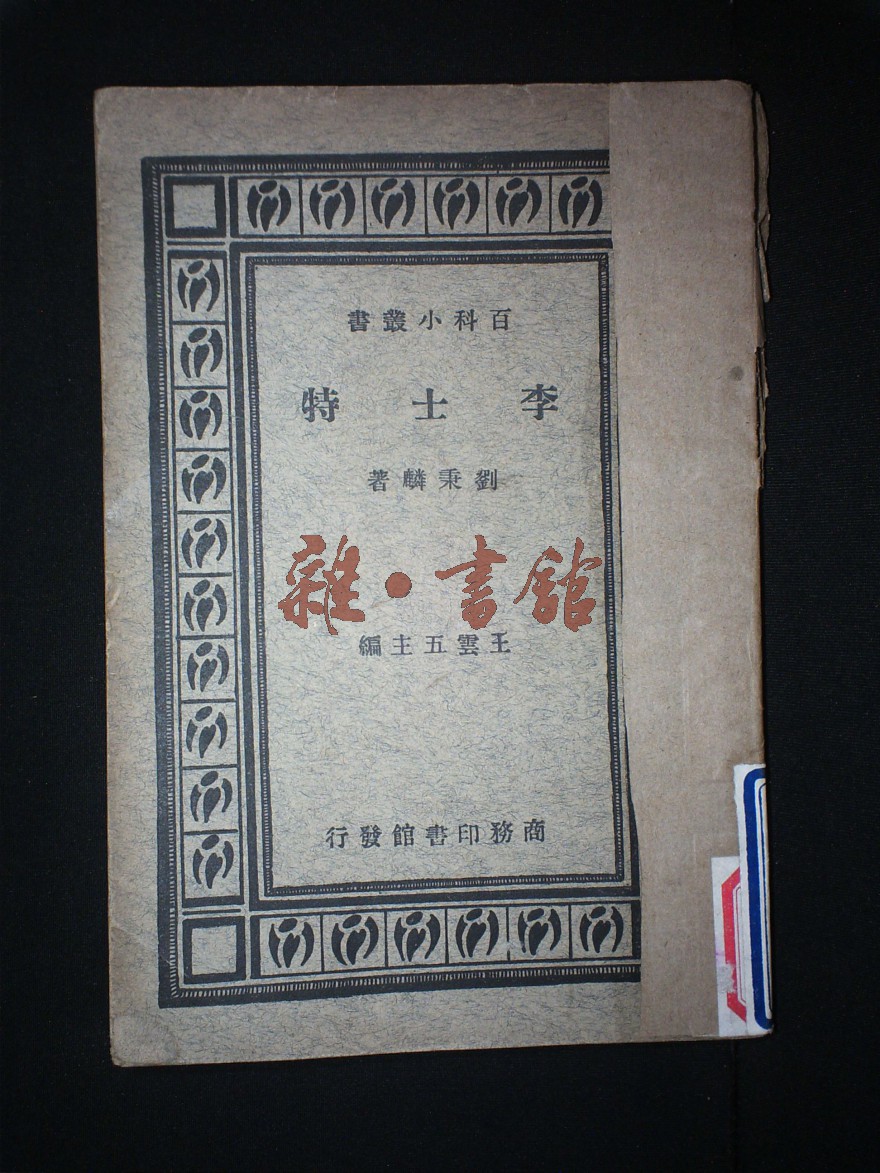 百科小叢書
李士特
劉秉麟著
雜·書館
王雲五主編
商務印書館發行